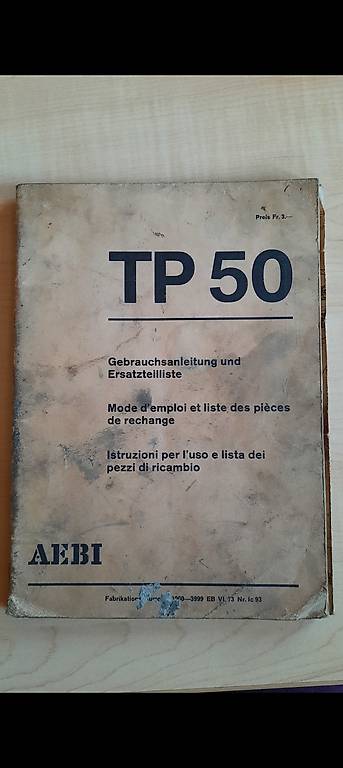 Preis Fr. 3.—
TP 50
Gebrauchsanleitung und
Ersatzteilliste
Mode d'emploi et liste des pièces
de rechange
Istruzioni per l'uso e lista dei
pezzi di ricambio
AEBI
—3999 EB VI. 73 Nr. Ic 93